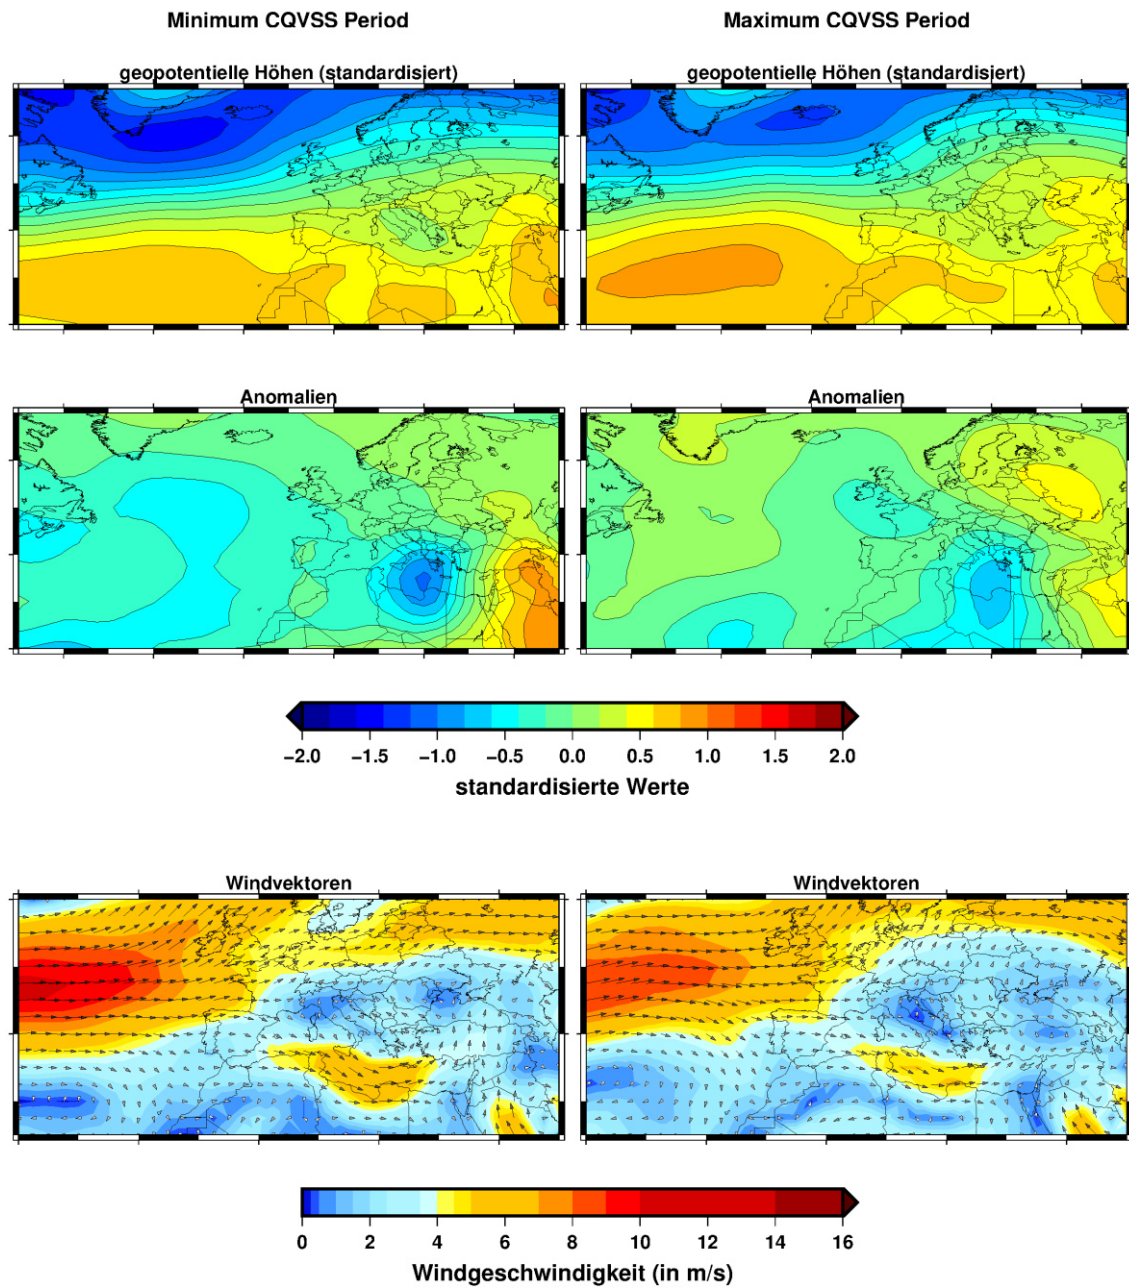 Minimum CQVSS Period
Maximum CQVSS Period
geopotentielle Höhen (standardisiert)
geopotentielle Höhen (standardisiert)
Anomalien
Anomalien
−2.0 −1.5 −1.0 −0.5 0.0 0.5 1.0 1.5 2.0
standardisierte Werte
Windvektoren
Windvektoren
0 2 4 6 8 10 14 16
Windgeschwindigkeit (in m/s)